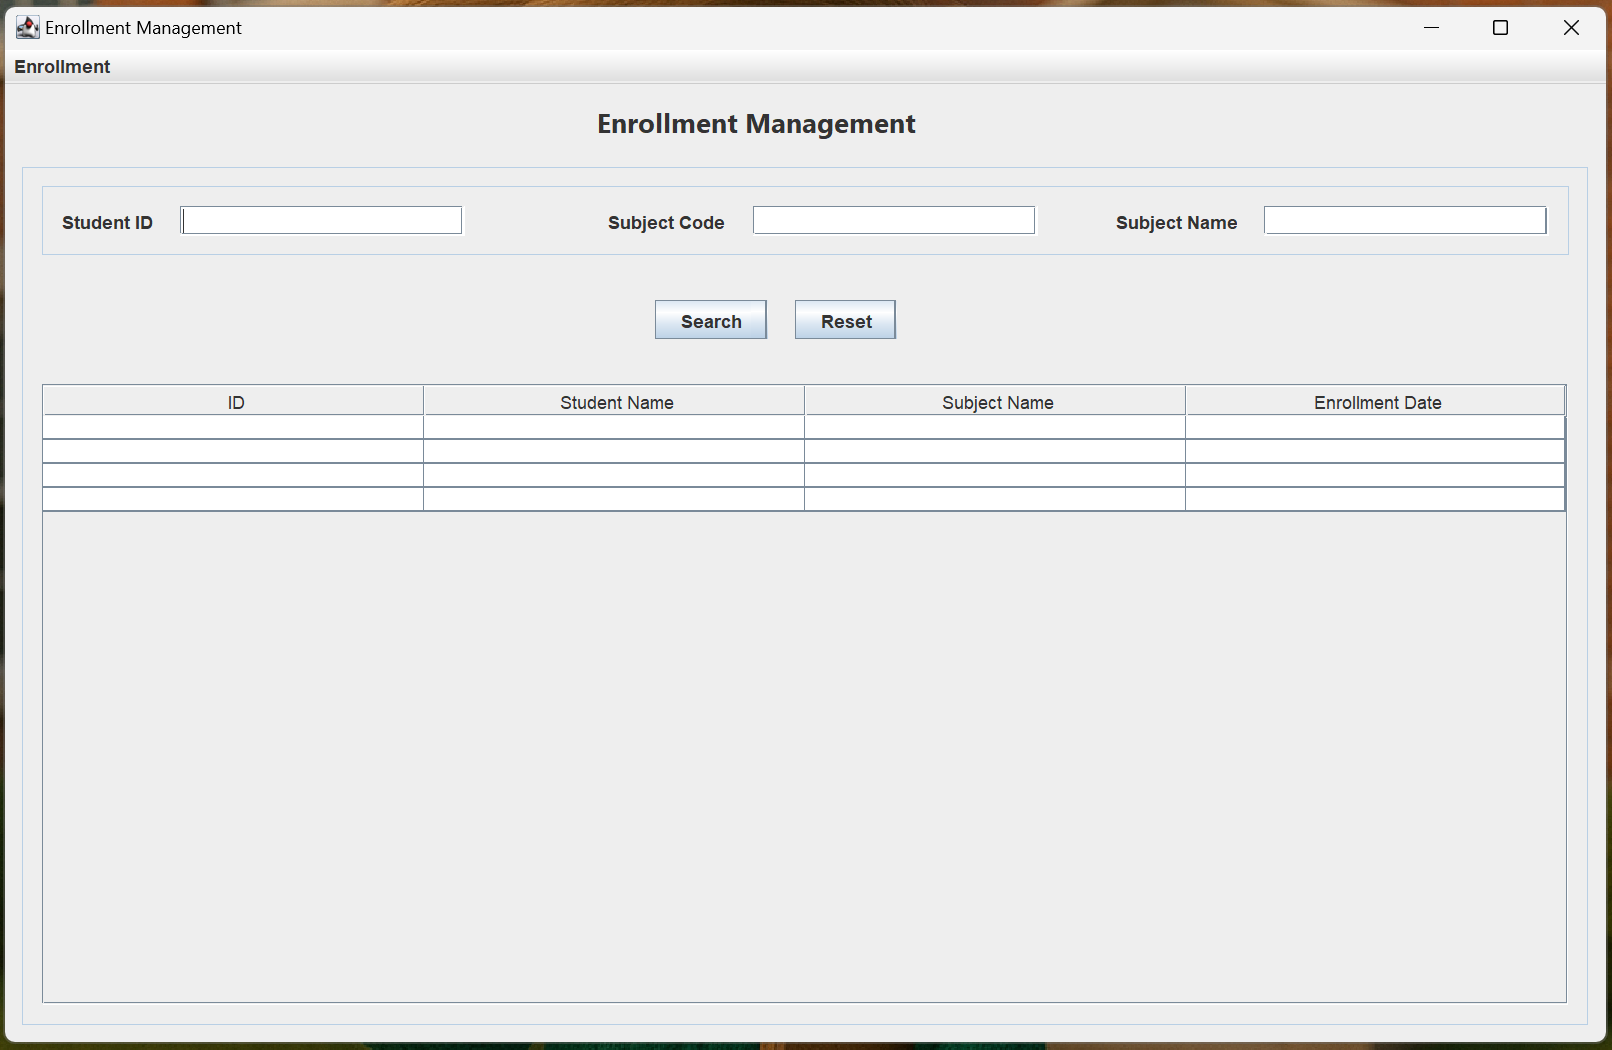 Enrollment Management
Enrollment
Enrollment Management
Student ID Subject Code Subject Name
Search Reset
ID Student Name Subject Name Enrollment Date